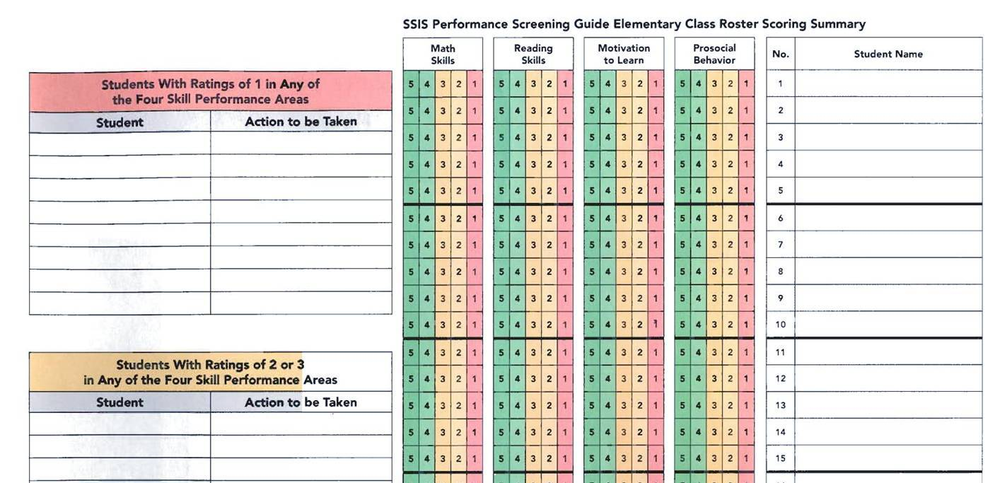 SSIS Performance Screening Guide Elementary Class Roster Scoring Summary
Students With Ratings of 1 in Any of
the Four Skill Performance Areas
Student Action to be Taken
Students With Ratings of 2 or 3
in Any of the Four Skill Performance Areas
Student Action to be Taken
Math
Skills
Reading
Skills
Motivation
to Learn
Prosocial
Behavior
No. Student Name
5 4 3 2 1 5 4 3 2 1 5 4 3 2 1 5 4 3 2 1 1
5 4 3 2 1 5 4 3 2 1 5 4 3 2 1 5 4 3 2 1 2
5 4 3 2 1 5 4 3 2 1 5 4 3 2 1 5 4 3 2 1 3
5 4 3 2 1 5 4 3 2 1 5 4 3 2 1 5 4 3 2 1 4
5 4 3 2 1 5 4 3 2 1 5 4 3 2 1 5 4 3 2 1 5
5 4 3 2 1 5 4 3 2 1 5 4 3 2 1 5 4 3 2 1 6
5 4 3 2 1 5 4 3 2 1 5 4 3 2 1 5 4 3 2 1 7
5 4 3 2 1 5 4 3 2 1 5 4 3 2 1 5 4 3 2 1 8
5 4 3 2 1 5 4 3 2 1 5 4 3 2 1 5 4 3 2 1 9
5 4 3 2 1 5 4 3 2 1 5 4 3 2 1 5 4 3 2 1 10
5 4 3 2 1 5 4 3 2 1 5 4 3 2 1 5 4 3 2 1 11
5 4 3 2 1 5 4 3 2 1 5 4 3 2 1 5 4 3 2 1 12
5 4 3 2 1 5 4 3 2 1 5 4 3 2 1 5 4 3 2 1 13
5 4 3 2 1 5 4 3 2 1 5 4 3 2 1 5 4 3 2 1 14
5 4 3 2 1 5 4 3 2 1 5 4 3 2 1 5 4 3 2 1 15